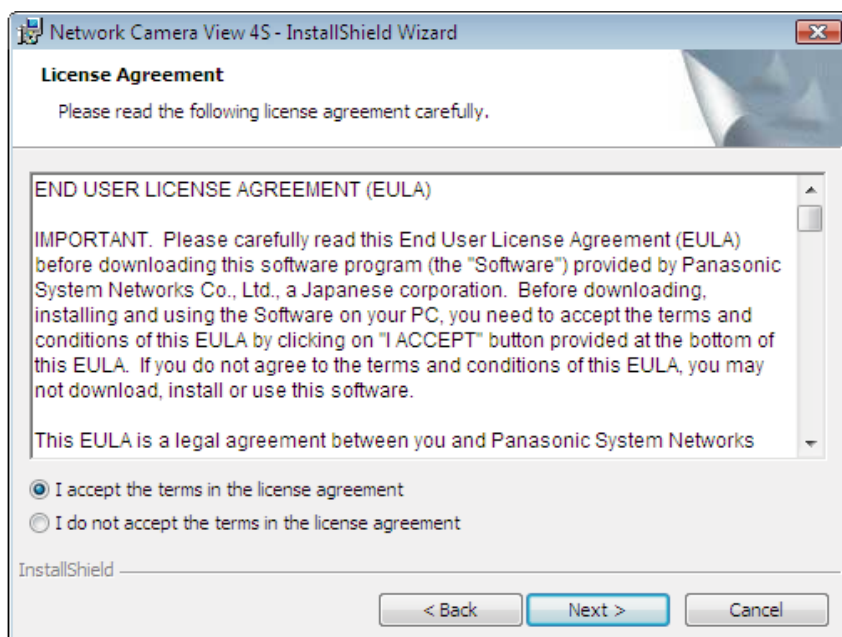 Network Camera View 4S - InstallShield Wizard
License Agreement
Please read the following license agreement carefully.
END USER LICENSE AGREEMENT (EULA)
IMPORTANT.  Please carefully read this End User License Agreement (EULA)
before downloading this software program (the "Software") provided by Panasonic
System Networks Co., Ltd., a Japanese corporation.  Before downloading,
installing and using the Software on your PC, you need to accept the terms and
conditions of this EULA by clicking on "I ACCEPT" button provided at the bottom of
this EULA.  If you do not agree to the terms and conditions of this EULA, you may
not download, install or use this software.
This EULA is a legal agreement between you and Panasonic System Networks
I accept the terms in the license agreement
I do not accept the terms in the license agreement
InstallShield
< Back
Next >
Cancel